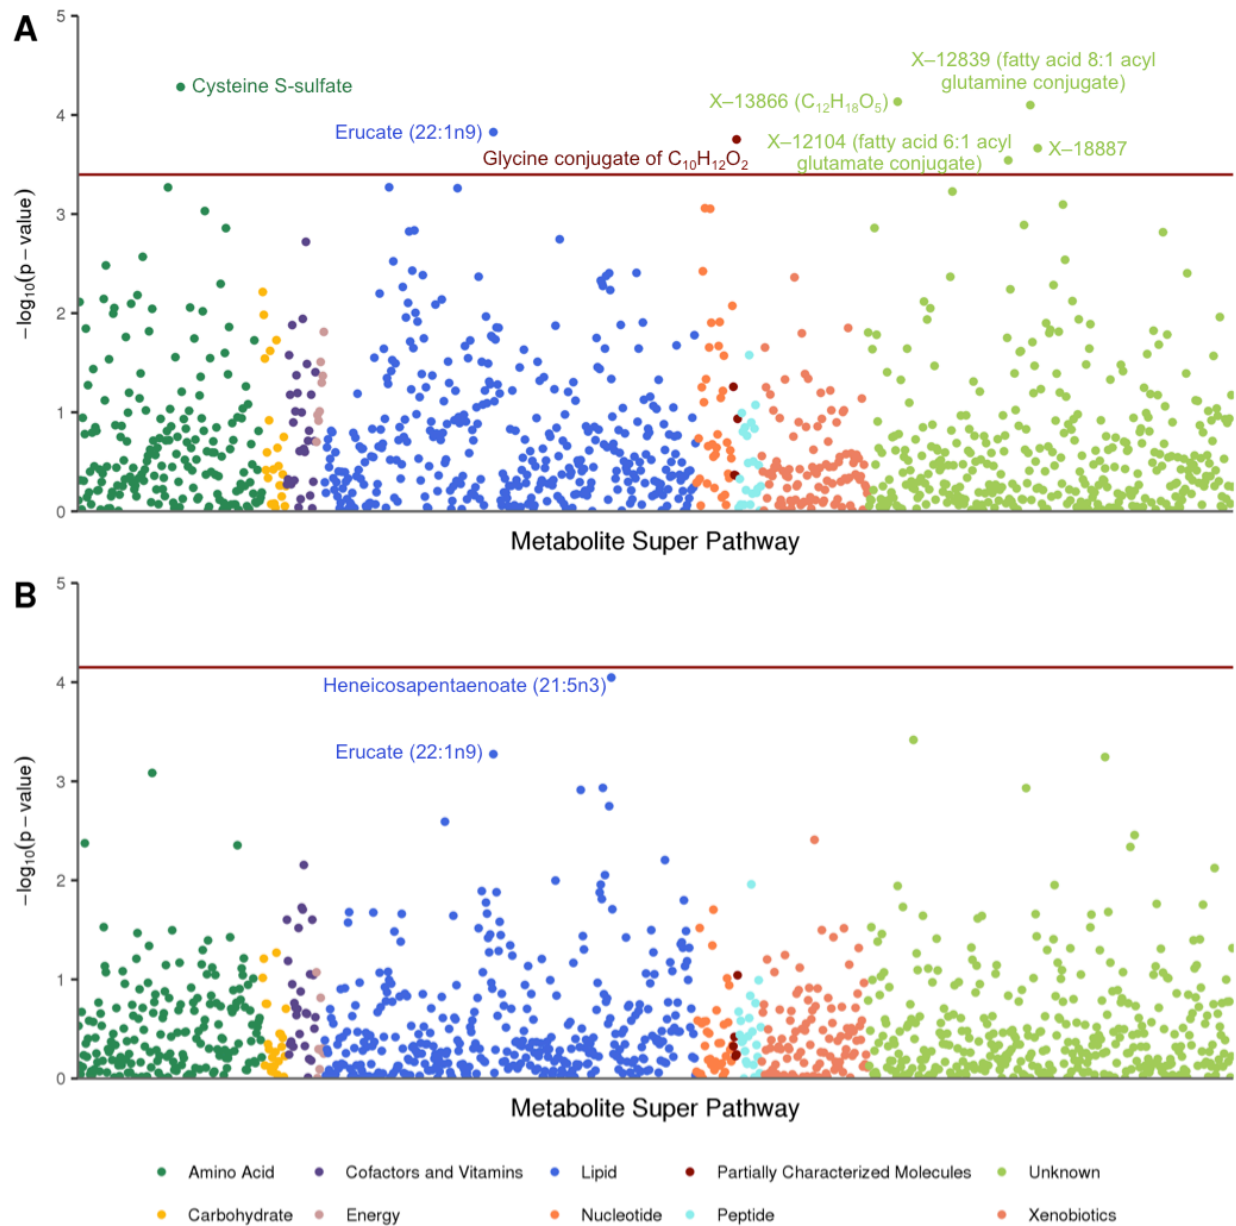 A
5
4
3
2
1
0
−log₁₀(p − value)
Cysteine S-sulfate
Erucate (22:1n9)
Glycine conjugate of C₁₀H₁₂O₂
X–13866 (C₁₂H₁₈O₅)
X–12839 (fatty acid 8:1 acyl
glutamine conjugate)
X–12104 (fatty acid 6:1 acyl
glutamate conjugate)
X–18887
Metabolite Super Pathway
B
5
4
3
2
1
0
−log₁₀(p − value)
Heneicosapentaenoate (21:5n3)
Erucate (22:1n9)
Metabolite Super Pathway
Amino Acid
Cofactors and Vitamins
Lipid
Partially Characterized Molecules
Unknown
Carbohydrate
Energy
Nucleotide
Peptide
Xenobiotics